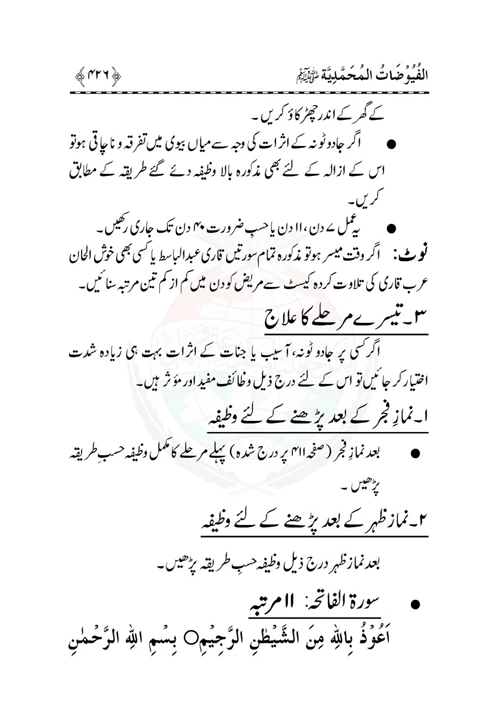 الفُیُوْضَاتُ المُحَمَّدِیَّة ﷺ ﴿۴۲۶﴾
کے گھر کے اندر چھڑکاؤ کریں۔
● اگر جادو ٹونہ کے اثرات کی وجہ سے میاں بیوی میں تفرقہ و ناچاقی ہو تو
اس کے ازالہ کے لئے بھی مذکورہ بالا وظیفہ دئے گئے طریقہ کے مطابق
کریں۔
● یہ عمل ۷ دن، ۱۱ دن یا حسبِ ضرورت ۴۰ دن تک جاری رکھیں۔
نوٹ: اگر وقت میسر ہو تو مذکورہ تمام سورتیں قاری عبدالباسط یا کسی بھی خوش الحان
عرب قاری کی تلاوت کردہ کیسٹ سے مریض کو دن میں کم از کم تین مرتبہ سنائیں۔
۳۔ تیسرے مرحلے کا علاج
اگر کسی پر جادو ٹونہ، آسیب یا جنات کے اثرات بہت ہی زیادہ شدت
اختیار کر جائیں تو اس کے لئے درج ذیل وظائف مفید اور مؤثر ہیں۔
۱۔ نمازِ فجر کے بعد پڑھنے کے لئے وظیفہ
● بعد نمازِ فجر (صفحہ ۴۱۱ پر درج شدہ) پہلے مرحلے کا مکمل وظیفہ حسبِ طریقہ
پڑھیں۔
۲۔ نماز ظہر کے بعد پڑھنے کے لئے وظیفہ
بعد نماز ظہر درج ذیل وظیفہ حسبِ طریقہ پڑھیں۔
● سورة الفاتحہ: ۱۱ مرتبہ
اَعُوْذُ بِاللّٰهِ مِنَ الشَّيْطٰنِ الرَّجِيْمِ○ بِسْمِ اللّٰهِ الرَّحْمٰنِ